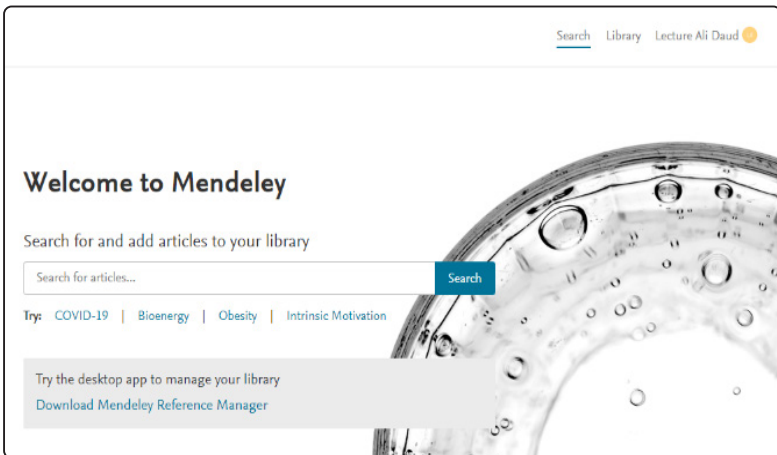 Search Library Lecture Ali Daud
Welcome to Mendeley
Search for and add articles to your library
Search for articles... Search
Try: COVID-19 | Bioenergy | Obesity | Intrinsic Motivation
Try the desktop app to manage your library
Download Mendeley Reference Manager